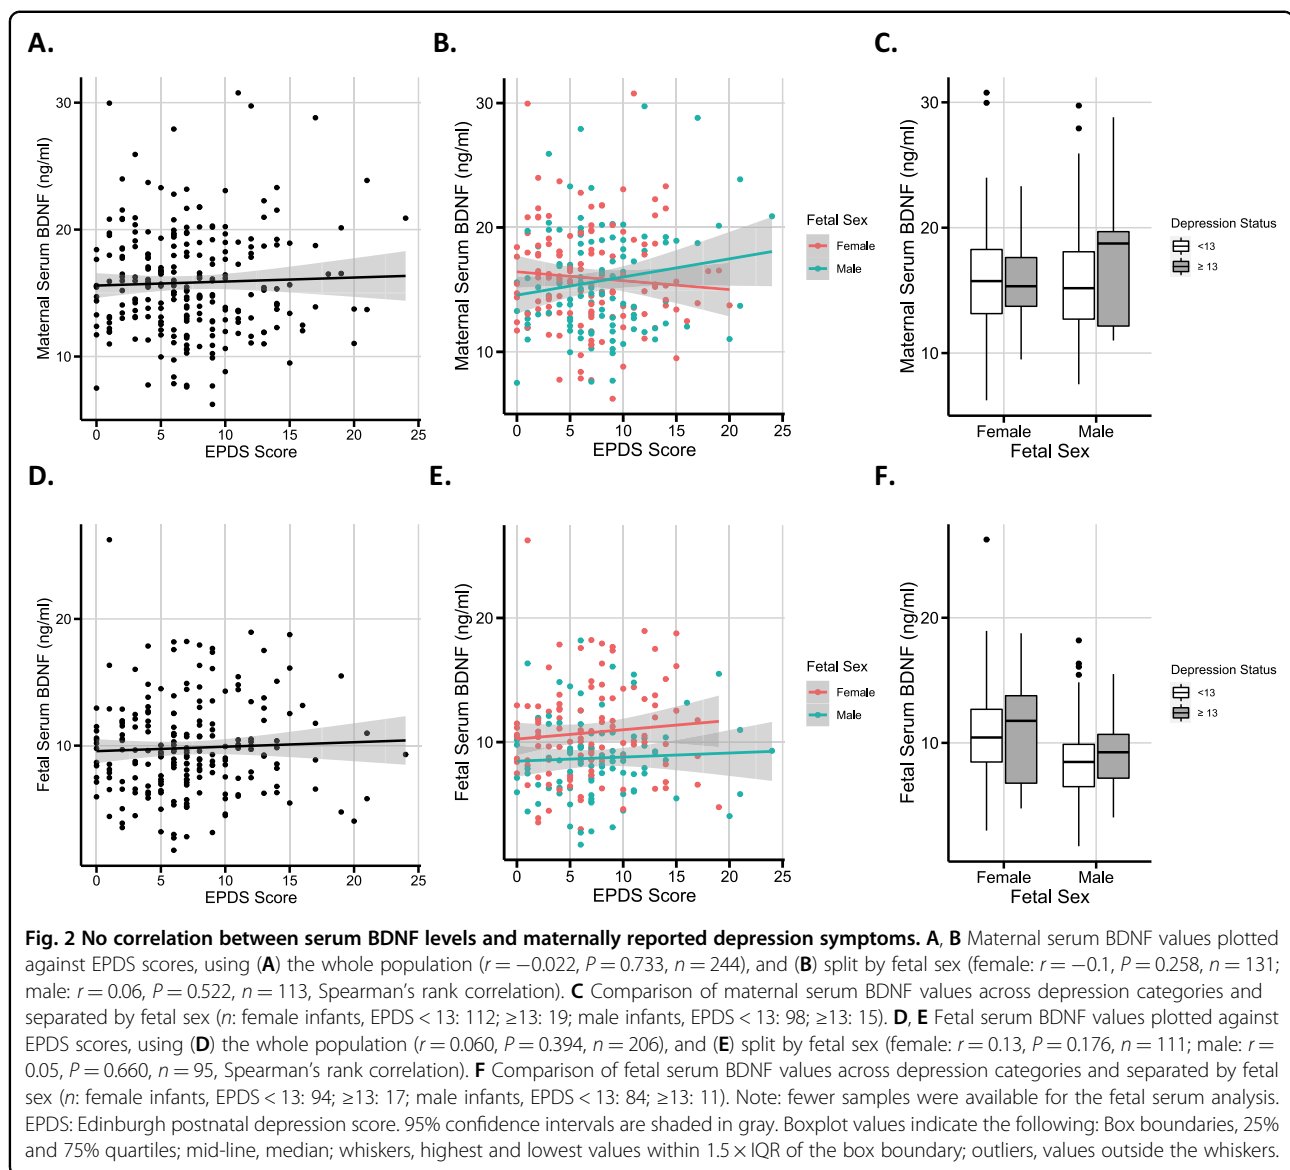 A.
B.
C.
Maternal Serum BDNF (ng/ml)
30
20
10
0 5 10 15 20 25
EPDS Score
Maternal Serum BDNF (ng/ml)
30
20
10
0 5 10 15 20 25
EPDS Score
Fetal Sex
Female
Male
Maternal Serum BDNF (ng/ml)
30
20
10
Female Male
Fetal Sex
Depression Status
<13
≥ 13
D.
E.
F.
Fetal Serum BDNF (ng/ml)
20
10
0 5 10 15 20 25
EPDS Score
Fetal Serum BDNF (ng/ml)
20
10
0 5 10 15 20 25
EPDS Score
Fetal Sex
Female
Male
Fetal Serum BDNF (ng/ml)
20
10
Female Male
Fetal Sex
Depression Status
<13
≥ 13
Fig. 2 No correlation between serum BDNF levels and maternally reported depression symptoms. A, B Maternal serum BDNF values plotted
against EPDS scores, using (A) the whole population (r = −0.022, P = 0.733, n = 244), and (B) split by fetal sex (female: r = −0.1, P = 0.258, n = 131;
male: r = 0.06, P = 0.522, n = 113, Spearman's rank correlation). C Comparison of maternal serum BDNF values across depression categories and
separated by fetal sex (n: female infants, EPDS < 13: 112; ≥13: 19; male infants, EPDS < 13: 98; ≥13: 15). D, E Fetal serum BDNF values plotted against
EPDS scores, using (D) the whole population (r = 0.060, P = 0.394, n = 206), and (E) split by fetal sex (female: r = 0.13, P = 0.176, n = 111; male: r =
0.05, P = 0.660, n = 95, Spearman's rank correlation). F Comparison of fetal serum BDNF values across depression categories and separated by fetal
sex (n: female infants, EPDS < 13: 94; ≥13: 17; male infants, EPDS < 13: 84; ≥13: 11). Note: fewer samples were available for the fetal serum analysis.
EPDS: Edinburgh postnatal depression score. 95% confidence intervals are shaded in gray. Boxplot values indicate the following: Box boundaries, 25%
and 75% quartiles; mid-line, median; whiskers, highest and lowest values within 1.5 × IQR of the box boundary; outliers, values outside the whiskers.